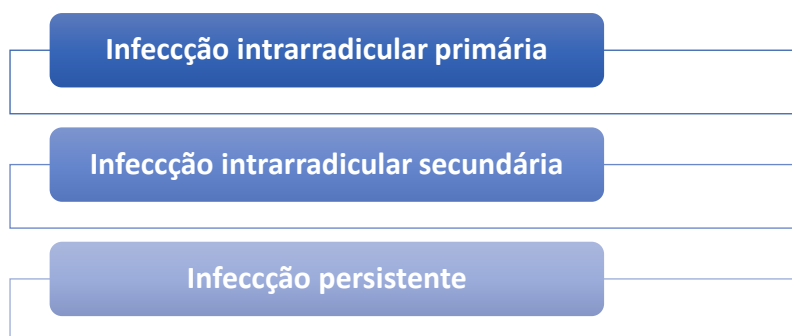 Infeccção intrarradicular primária
Infeccção intrarradicular secundária
Infeccção persistente